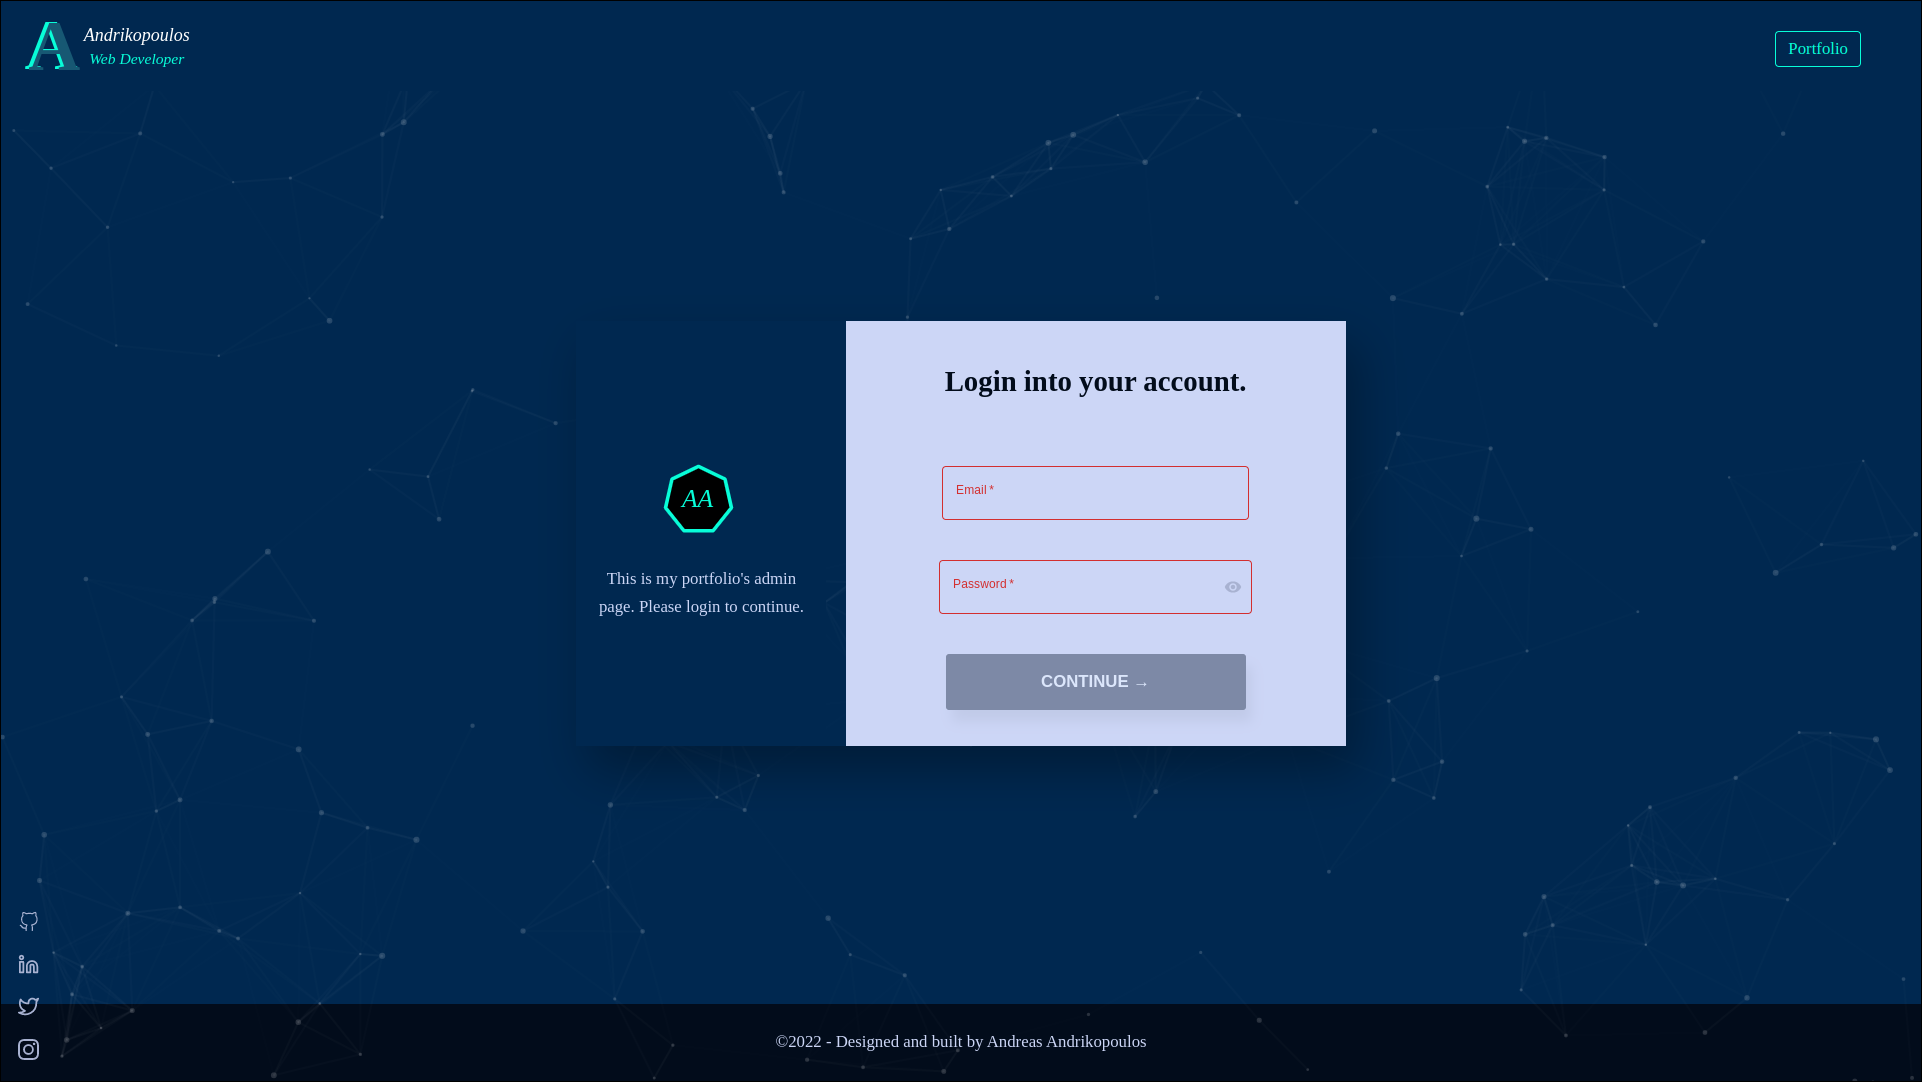 A
Andrikopoulos
Web Developer
Portfolio
Login into your account.
AA
This is my portfolio's admin
page. Please login to continue.
Email *
Password *
CONTINUE →
©2022 - Designed and built by Andreas Andrikopoulos